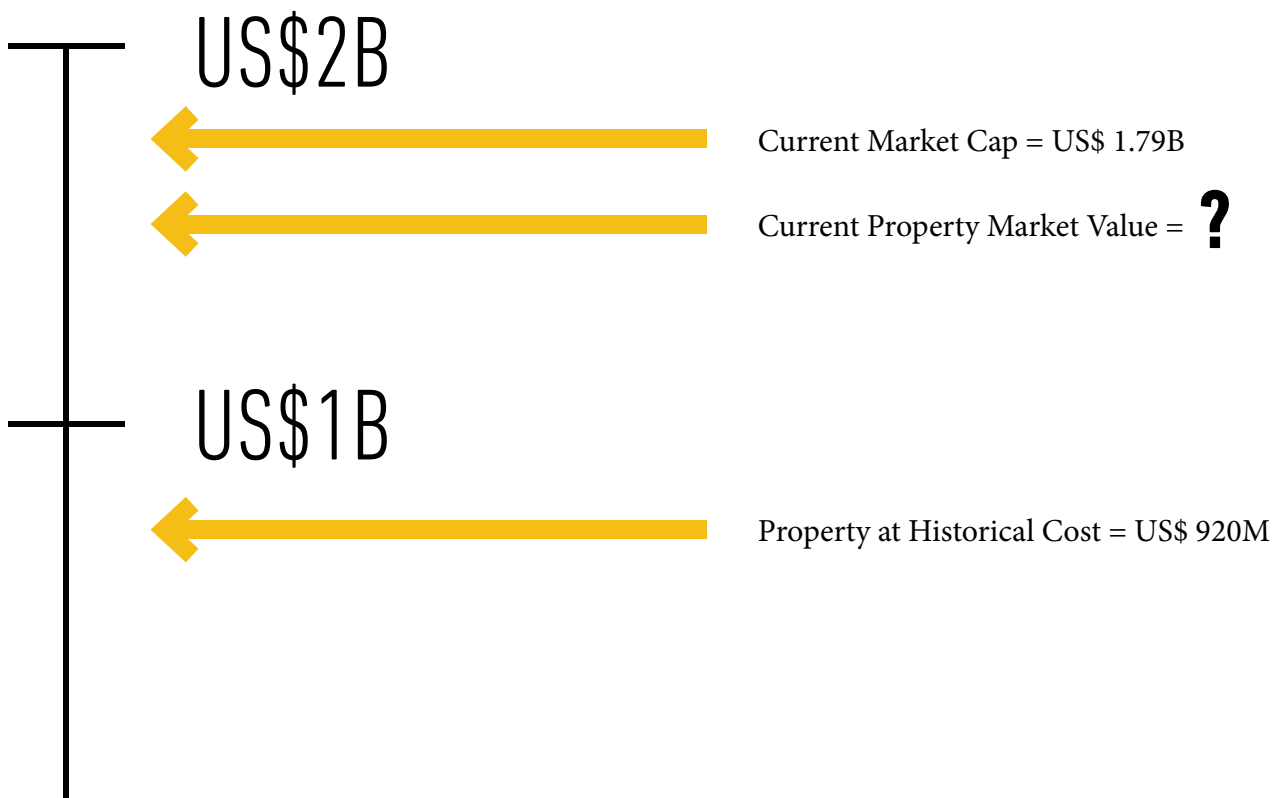 US$2B
Current Market Cap = US$ 1.79B
Current Property Market Value = ?
US$1B
Property at Historical Cost = US$ 920M